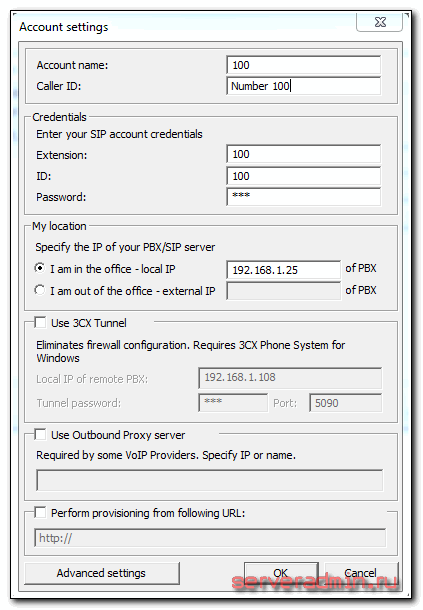 Account settings
Account name: 100
Caller ID: Number 100
Credentials
Enter your SIP account credentials
Extension: 100
ID: 100
Password: ***
My location
Specify the IP of your PBX/SIP server
I am in the office - local IP 192.168.1.25 of PBX
I am out of the office - external IP of PBX
Use 3CX Tunnel
Eliminates firewall configuration. Requires 3CX Phone System for
Windows
Local IP of remote PBX: 192.168.1.108
Tunnel password: *** Port: 5090
Use Outbound Proxy server
Required by some VoIP Providers. Specify IP or name.
Perform provisioning from following URL:
http://
Advanced settings OK Cancel
serveradmin.ru